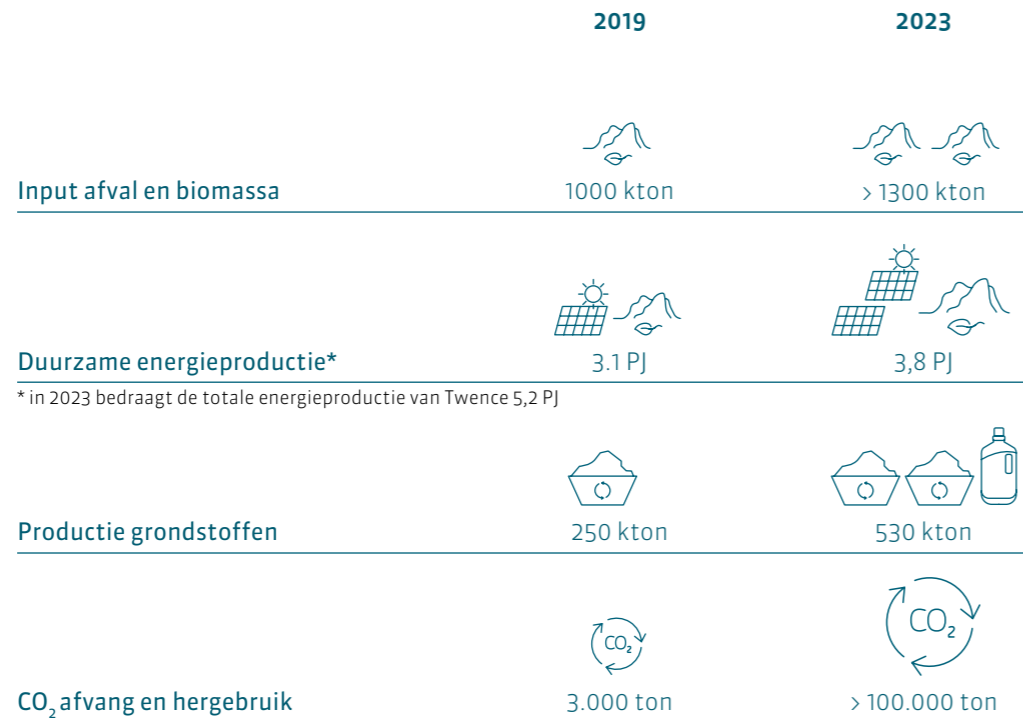 2019 2023
Input afval en biomassa 1000 kton > 1300 kton
Duurzame energieproductie* 3.1 PJ 3,8 PJ
* in 2023 bedraagt de totale energieproductie van Twence 5,2 PJ
Productie grondstoffen 250 kton 530 kton
CO₂ CO₂
CO₂ afvang en hergebruik 3.000 ton > 100.000 ton